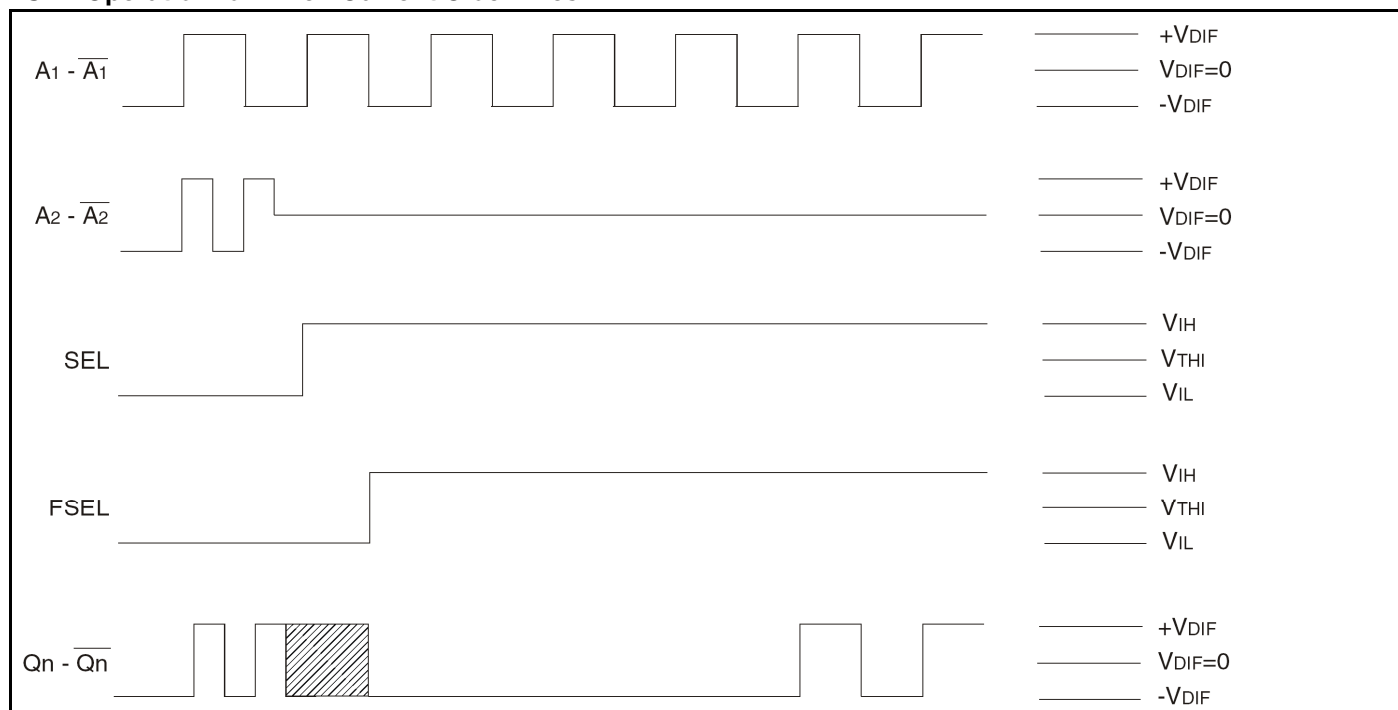 +VDIF
A1 - A1
VDIF=0
-VDIF
+VDIF
A2 - A2
VDIF=0
-VDIF
VIH
SEL
VTHI
VIL
VIH
FSEL
VTHI
VIL
+VDIF
Qn - Qn
VDIF=0
-VDIF